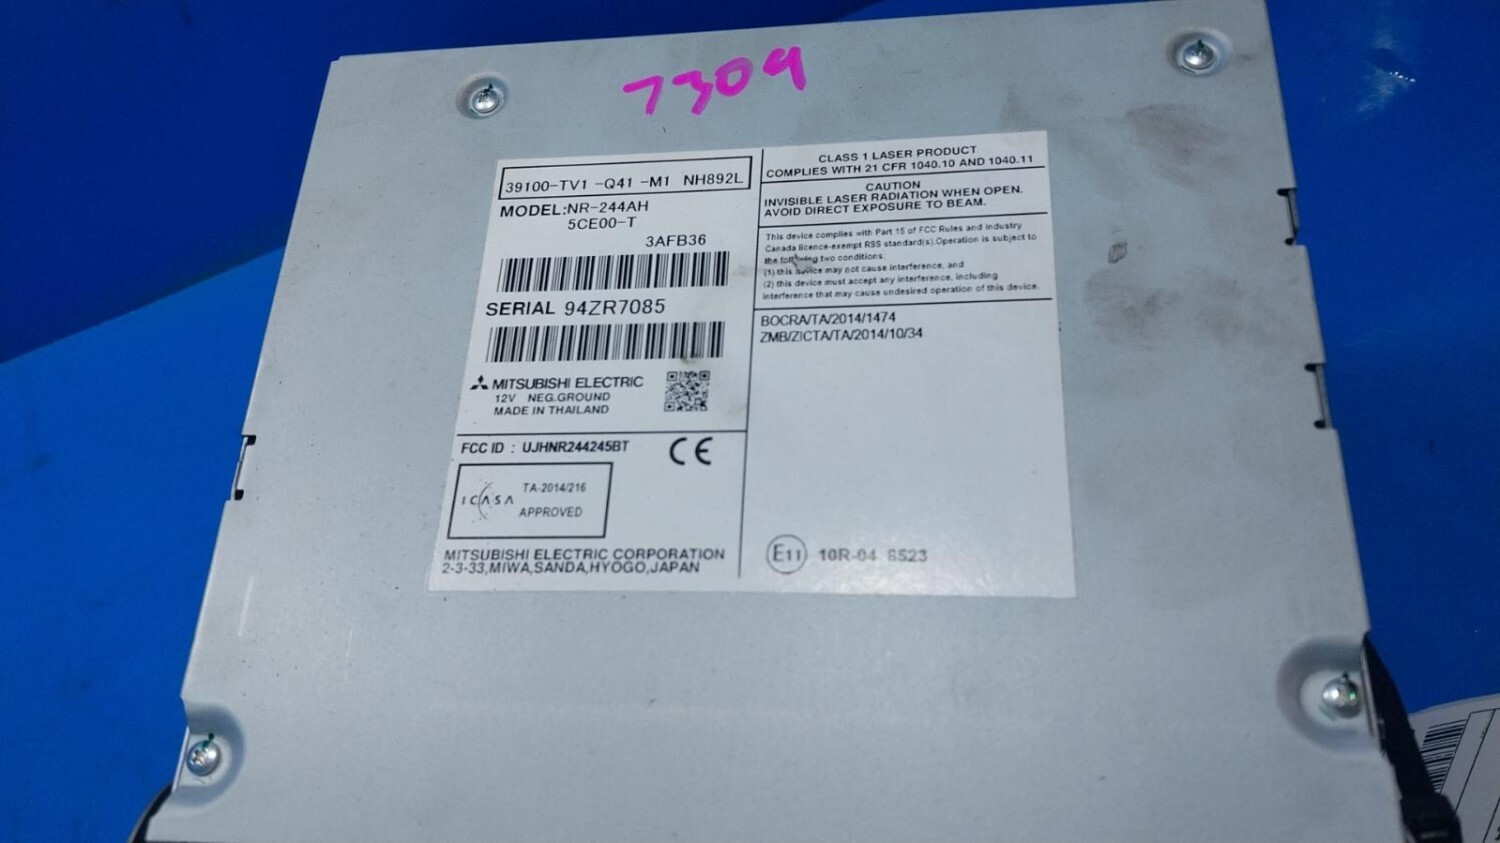 7309
39100-TV1 -Q41 -M1 NH892L
MODEL:NR-244AH
5CE00-T
3AFB36
SERIAL 94ZR7085
MITSUBISHI ELECTRIC
12V NEG.GROUND
MADE IN THAILAND
FCC ID : UJHNR244245BT
CE
ICASA
TA-2014/216
APPROVED
MITSUBISHI ELECTRIC CORPORATION
2-3-33,MIWA,SANDA,HYOGO,JAPAN
CLASS 1 LASER PRODUCT
COMPLIES WITH 21 CFR 1040.10 AND 1040.11
CAUTION
INVISIBLE LASER RADIATION WHEN OPEN.
AVOID DIRECT EXPOSURE TO BEAM.
This device complies with Part 15 of FCC Rules and Industry
Canada licence-exempt RSS standard(s).Operation is subject to
the following two conditions:
(1) this device may not cause interference, and
(2) this device must accept any interference, including
interference that may cause undesired operation of this device.
BOCRA/TA/2014/1474
ZMB/ZICTA/TA/2014/10/34
E11 10R-04 8523